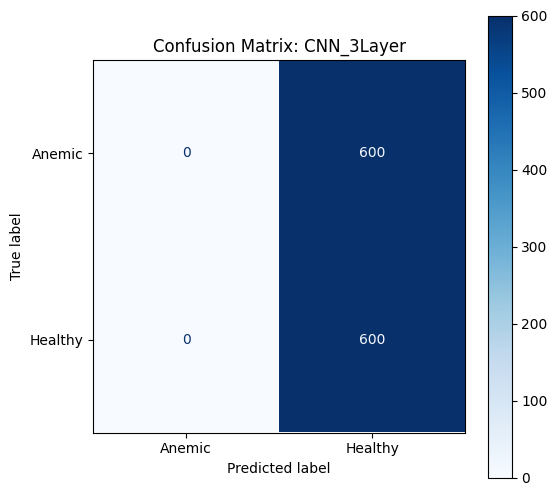 Confusion Matrix: CNN_3Layer
600
500
400
300
200
100
0
True label
Anemic
0
600
Healthy
0
600
Anemic
Healthy
Predicted label